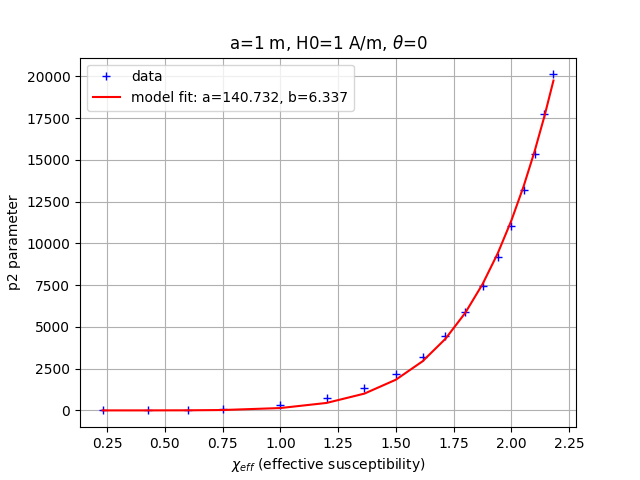 a=1 m, H0=1 A/m, θ=0
data
model fit: a=140.732, b=6.337
p2 parameter
20000
17500
15000
12500
10000
7500
5000
2500
0
0.25 0.50 0.75 1.00 1.25 1.50 1.75 2.00 2.25
χeff (effective susceptibility)